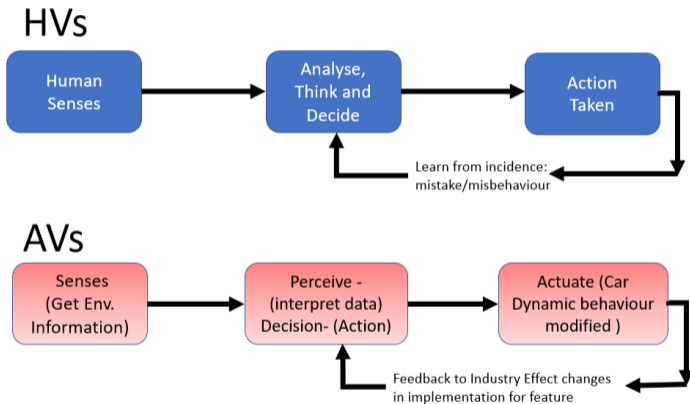 HVs
Human
Senses
Analyse,
Think and
Decide
Action
Taken
Learn from incidence:
mistake/misbehaviour
AVs
Senses
(Get Env.
Information)
Perceive -
(interpret data)
Decision- (Action)
Actuate (Car
Dynamic behaviour
modified )
Feedback to Industry Effect changes
in implementation for feature